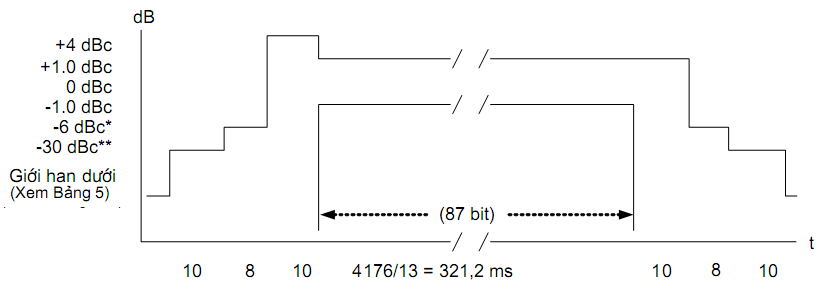 dB
+4 dBc
+1.0 dBc
0 dBc
-1.0 dBc
-6 dBc*
-30 dBc**
Giới han dưới
(Xem Bảng 5)
(87 bit)
t
10 8 10 4176/13 = 321,2 ms 10 8 10